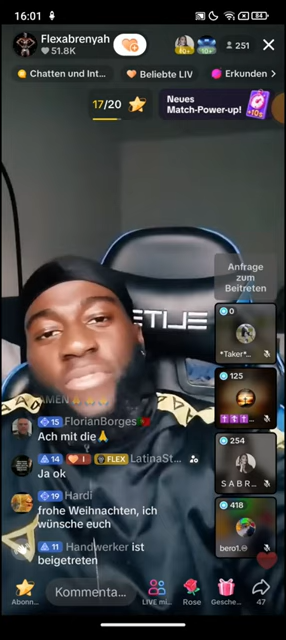 16:01
84
Flexabrenyah
51.8K
251
Chatten und Int...
Beliebte LIV
Erkunden
17/20
Neues
Match-Power-up!
Anfrage
zum
Beitreten
0
*Taker*...
125
254
S A B R...
418
bero1.
AMEN
15 FlorianBorges
Ach mit die
14 I FLEX LatinaSt...
Ja ok
19 Hardi
frohe Weihnachten, ich
wünsche euch
11 Handwerker ist
beigetreten
Kommenta...
Abonn...
LIVE mi...
Rose
Gesche...
47